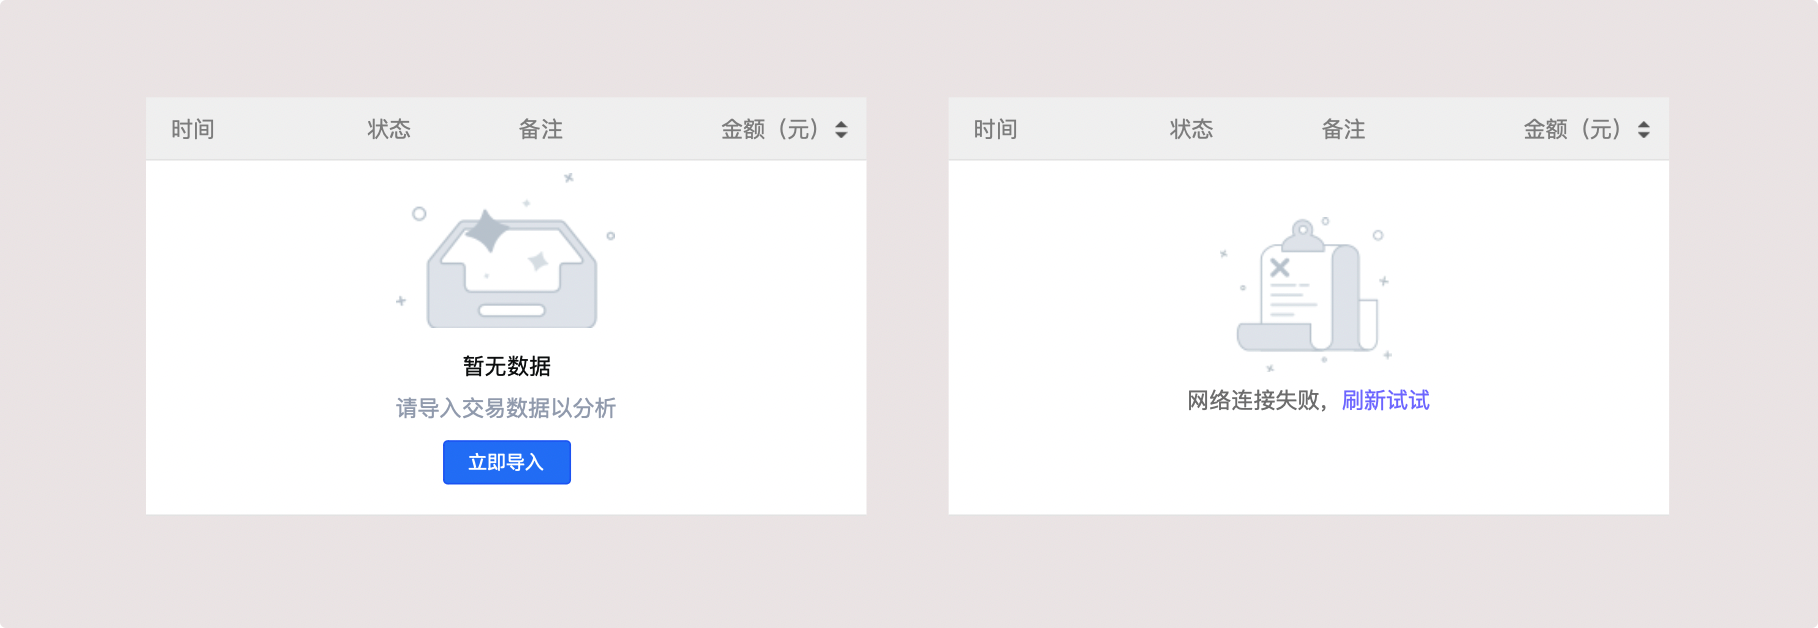 时间 状态 备注 金额（元）
暂无数据
请导入交易数据以分析
立即导入
时间 状态 备注 金额（元）
网络连接失败，刷新试试